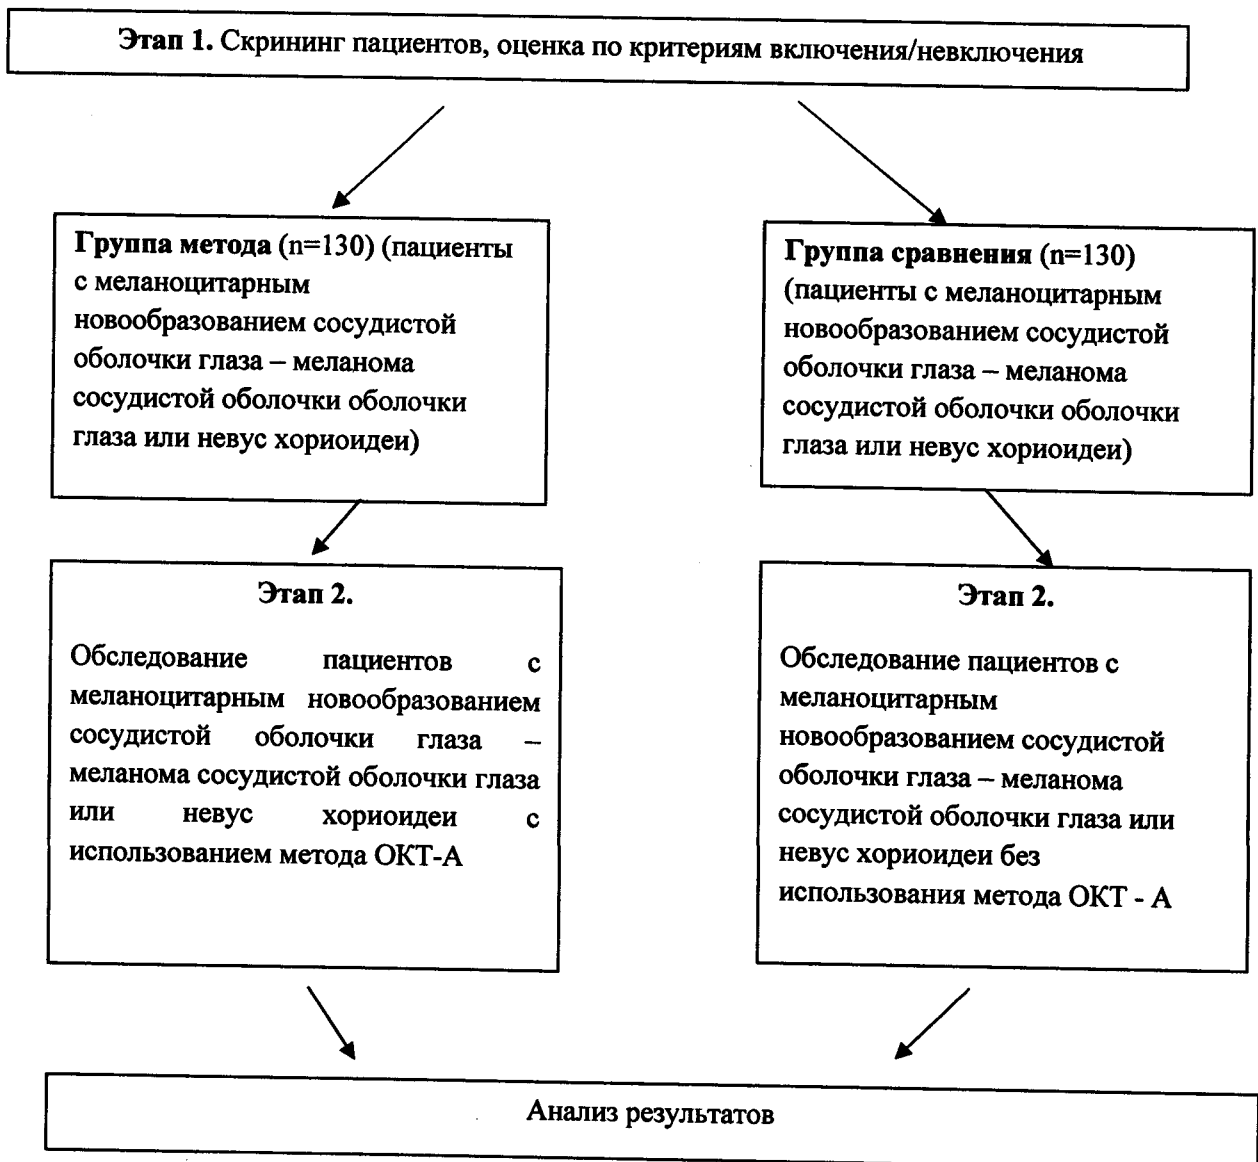 Этап 1. Скрининг пациентов, оценка по критериям включения/невключения
Группа метода (n=130) (пациенты
с меланоцитарным
новообразованием сосудистой
оболочки глаза – меланома
сосудистой оболочки оболочки
глаза или невус хориоидеи)
Группа сравнения (n=130)
(пациенты с меланоцитарным
новообразованием сосудистой
оболочки глаза – меланома
сосудистой оболочки оболочки
глаза или невус хориоидеи)
Этап 2.
Обследование пациентов с
меланоцитарным новообразованием
сосудистой оболочки глаза –
меланома сосудистой оболочки глаза
или невус хориоидеи с
использованием метода ОКТ-А
Этап 2.
Обследование пациентов с
меланоцитарным
новообразованием сосудистой
оболочки глаза – меланома
сосудистой оболочки глаза или
невус хориоидеи без
использования метода ОКТ - А
Анализ результатов